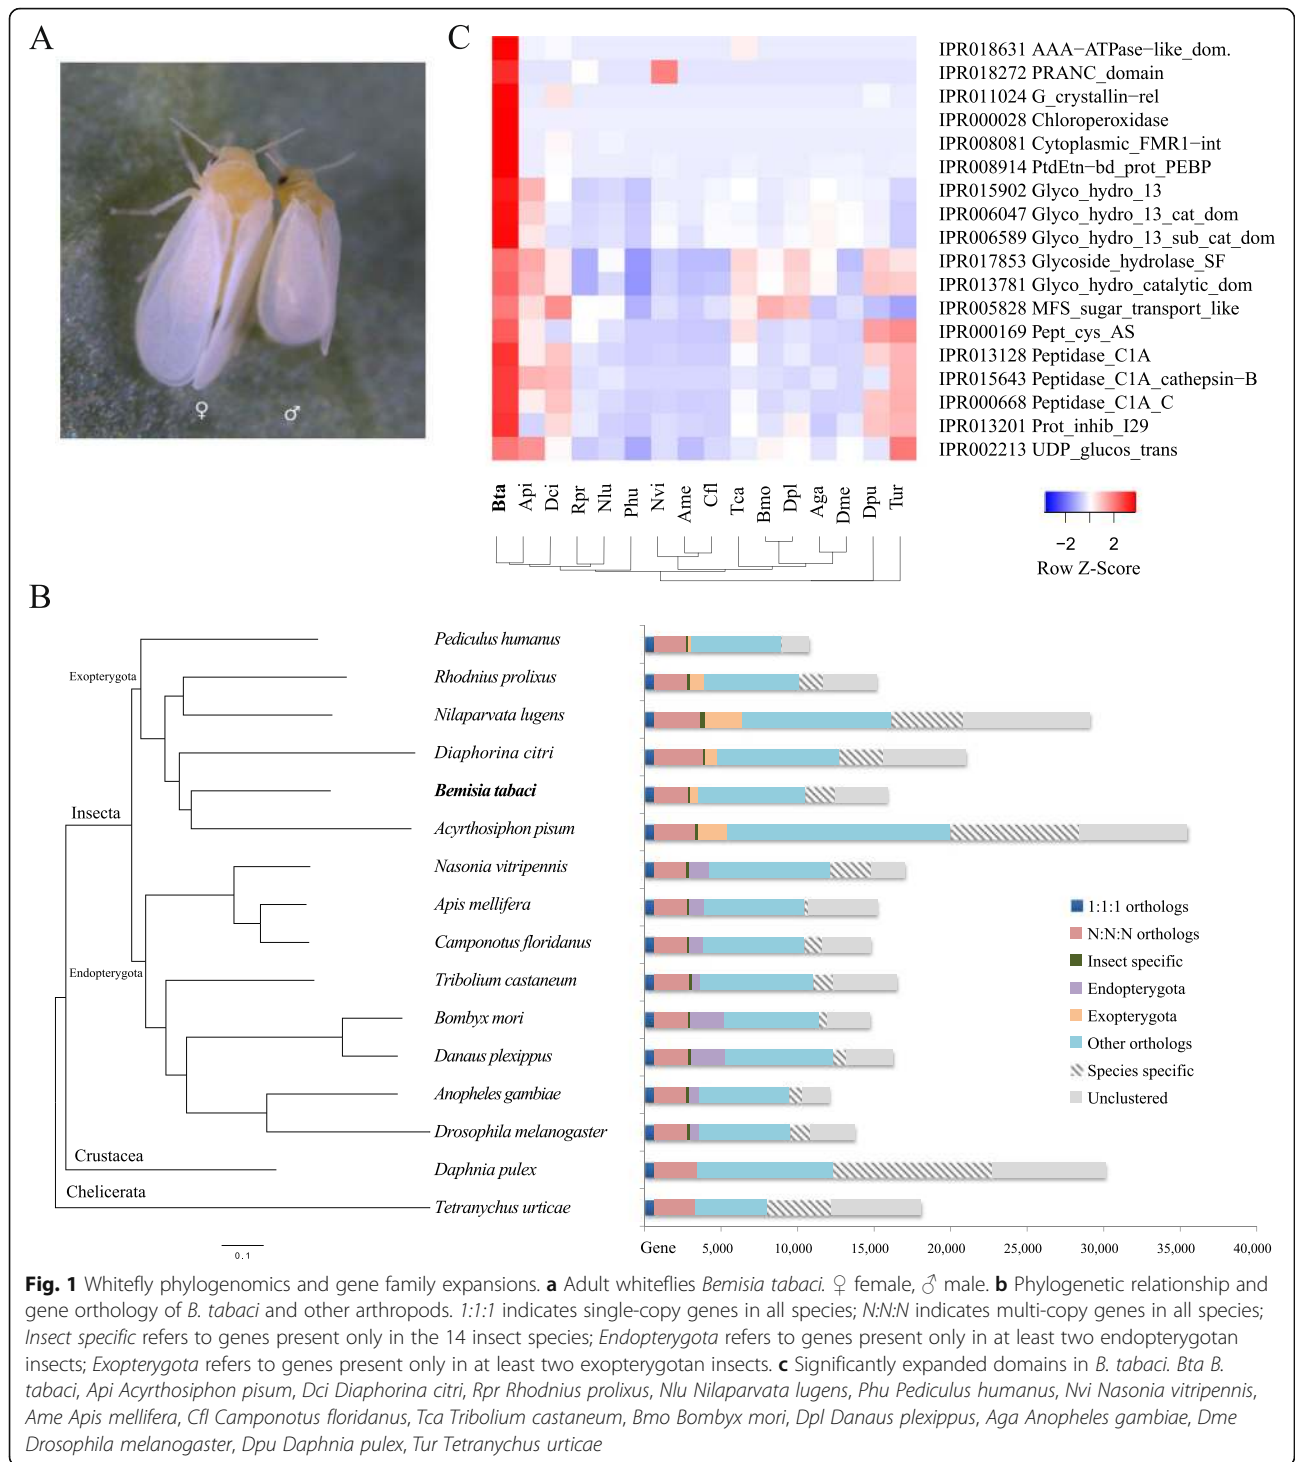 A
♀
♂
C
IPR018631 AAA−ATPase−like_dom.
IPR018272 PRANC_domain
IPR011024 G_crystallin−rel
IPR000028 Chloroperoxidase
IPR008081 Cytoplasmic_FMR1−int
IPR008914 PtdEtn−bd_prot_PEBP
IPR015902 Glyco_hydro_13
IPR006047 Glyco_hydro_13_cat_dom
IPR006589 Glyco_hydro_13_sub_cat_dom
IPR017853 Glycoside_hydrolase_SF
IPR013781 Glyco_hydro_catalytic_dom
IPR005828 MFS_sugar_transport_like
IPR000169 Pept_cys_AS
IPR013128 Peptidase_C1A
IPR015643 Peptidase_C1A_cathepsin−B
IPR000668 Peptidase_C1A_C
IPR013201 Prot_inhib_I29
IPR002213 UDP_glucos_trans
Bta Api Dci Rpr Nlu Phu Nvi Ame Cfl Tca Bmo Dpl Aga Dme Dpu Tur
−2 2
Row Z-Score
B
Exopterygota
Insecta
Endopterygota
Crustacea
Chelicerata
0.1
Pediculus humanus
Rhodnius prolixus
Nilaparvata lugens
Diaphorina citri
Bemisia tabaci
Acyrthosiphon pisum
Nasonia vitripennis
Apis mellifera
Camponotus floridanus
Tribolium castaneum
Bombyx mori
Danaus plexippus
Anopheles gambiae
Drosophila melanogaster
Daphnia pulex
Tetranychus urticae
1:1:1 orthologs
N:N:N orthologs
Insect specific
Endopterygota
Exopterygota
Other orthologs
Species specific
Unclustered
Gene 5,000 10,000 15,000 20,000 25,000 30,000 35,000 40,000
Fig. 1 Whitefly phylogenomics and gene family expansions. a Adult whiteflies Bemisia tabaci. ♀ female, ♂ male. b Phylogenetic relationship and
gene orthology of B. tabaci and other arthropods. 1:1:1 indicates single-copy genes in all species; N:N:N indicates multi-copy genes in all species;
Insect specific refers to genes present only in the 14 insect species; Endopterygota refers to genes present only in at least two endopterygotan
insects; Exopterygota refers to genes present only in at least two exopterygotan insects. c Significantly expanded domains in B. tabaci. Bta B.
tabaci, Api Acyrthosiphon pisum, Dci Diaphorina citri, Rpr Rhodnius prolixus, Nlu Nilaparvata lugens, Phu Pediculus humanus, Nvi Nasonia vitripennis,
Ame Apis mellifera, Cfl Camponotus floridanus, Tca Tribolium castaneum, Bmo Bombyx mori, Dpl Danaus plexippus, Aga Anopheles gambiae, Dme
Drosophila melanogaster, Dpu Daphnia pulex, Tur Tetranychus urticae